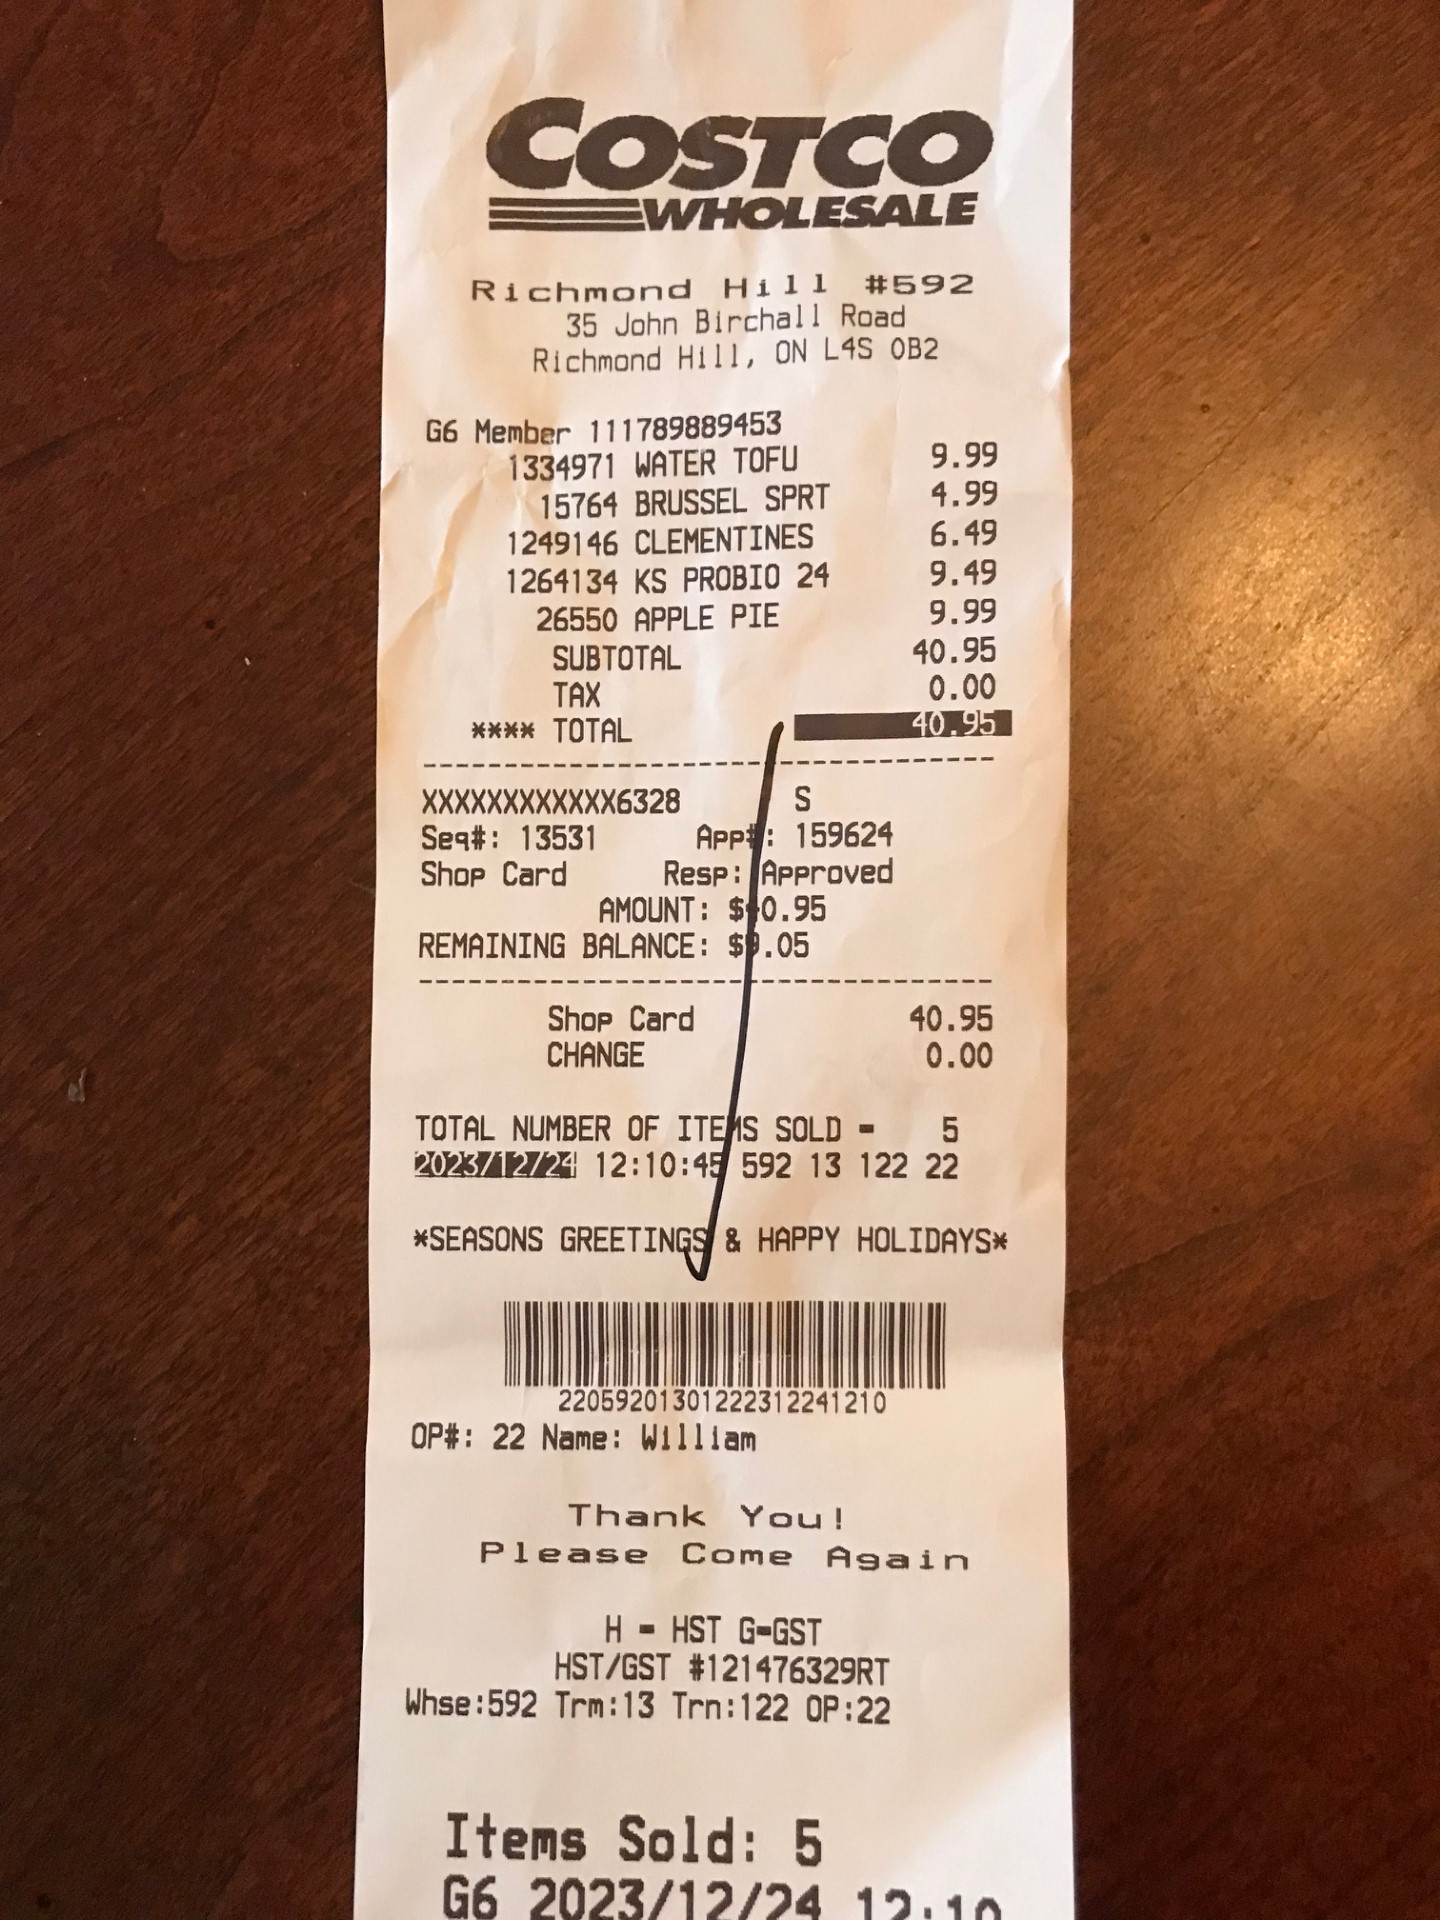 COSTCO
WHOLESALE
Richmond Hill #592
35 John Birchall Road
Richmond Hill, ON L4S 0B2
G6 Member 111789889453
1334971 WATER TOFU 9.99
15764 BRUSSEL SPRT 4.99
1249146 CLEMENTINES 6.49
1264134 KS PROBIO 24 9.49
26550 APPLE PIE 9.99
SUBTOTAL 40.95
TAX 0.00
**** TOTAL 40.95
XXXXXXXXXXXX6328 S
Seq#: 13531 App#: 159624
Shop Card Resp: Approved
AMOUNT: $40.95
REMAINING BALANCE: $9.05
Shop Card 40.95
CHANGE 0.00
TOTAL NUMBER OF ITEMS SOLD = 5
2023/12/24 12:10:45 592 13 122 22
*SEASONS GREETINGS & HAPPY HOLIDAYS*
22059201301222312241210
OP#: 22 Name: William
Thank You!
Please Come Again
H = HST G=GST
HST/GST #121476329RT
Whse:592 Trm:13 Trn:122 OP:22
Items Sold: 5
G6 2023/12/24 12:10